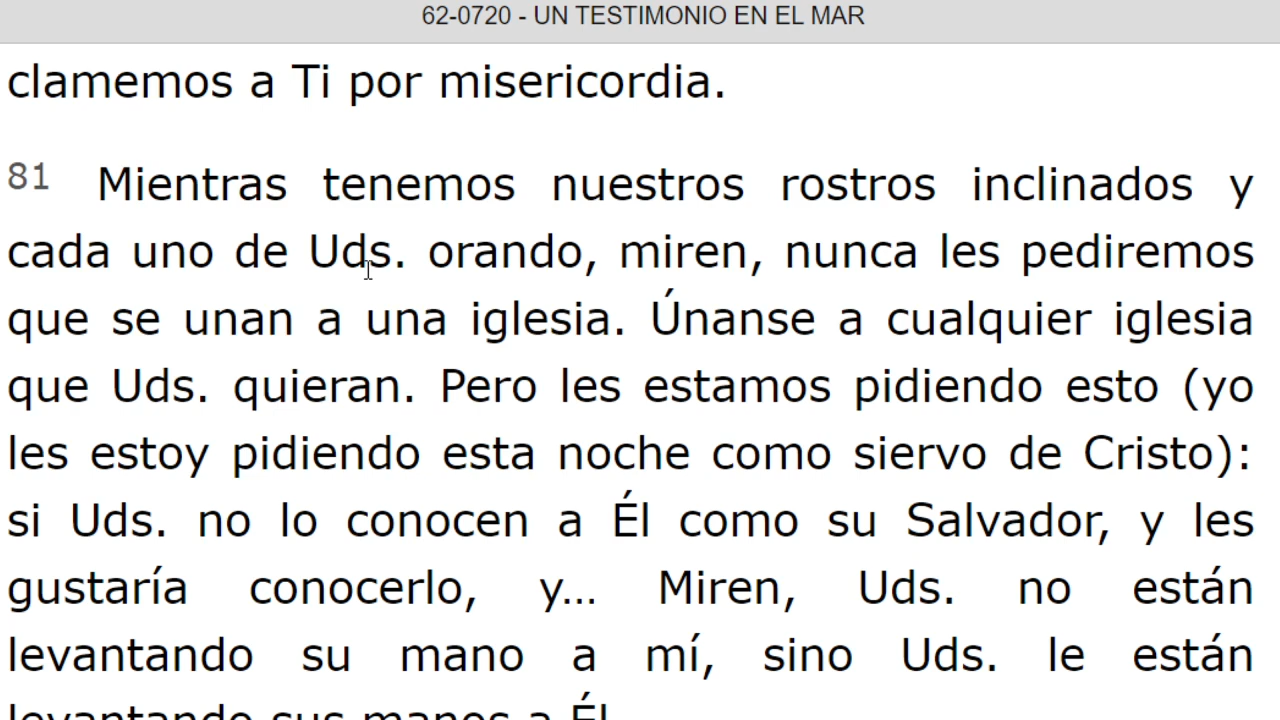 62-0720 - UN TESTIMONIO EN EL MAR
clamemos a Ti por misericordia.
81 Mientras tenemos nuestros rostros inclinados y
cada uno de Uds. orando, miren, nunca les pediremos
que se unan a una iglesia. Únanse a cualquier iglesia
que Uds. quieran. Pero les estamos pidiendo esto (yo
les estoy pidiendo esta noche como siervo de Cristo):
si Uds. no lo conocen a Él como su Salvador, y les
gustaría conocerlo, y… Miren, Uds. no están
levantando su mano a mí, sino Uds. le están
levantando sus manos a Él